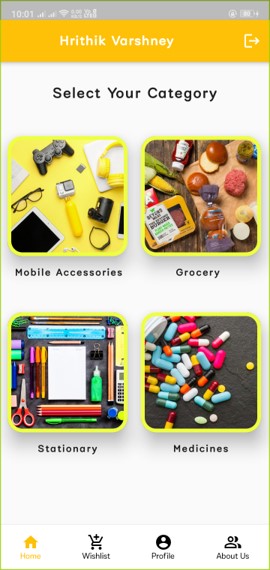 10:01
Hrithik Varshney
Select Your Category
Mobile Accessories
Grocery
Stationary
Medicines
Home
Wishlist
Profile
About Us